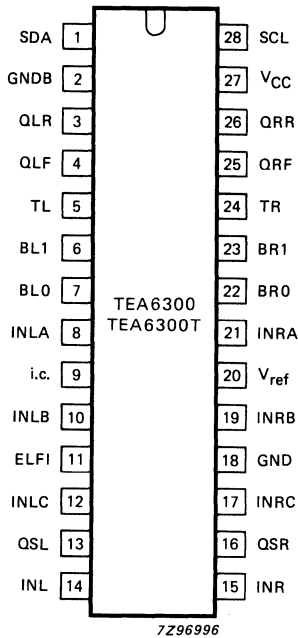 SDA 1 28 SCL
GNDB 2 27 VCC
QLR 3 26 QRR
QLF 4 25 QRF
TL 5 24 TR
BL1 6 23 BR1
BL0 7 22 BR0
TEA6300
TEA6300T
INLA 8 21 INRA
i.c. 9 20 Vref
INLB 10 19 INRB
ELFI 11 18 GND
INLC 12 17 INRC
QSL 13 16 QSR
INL 14 15 INR
7Z96996